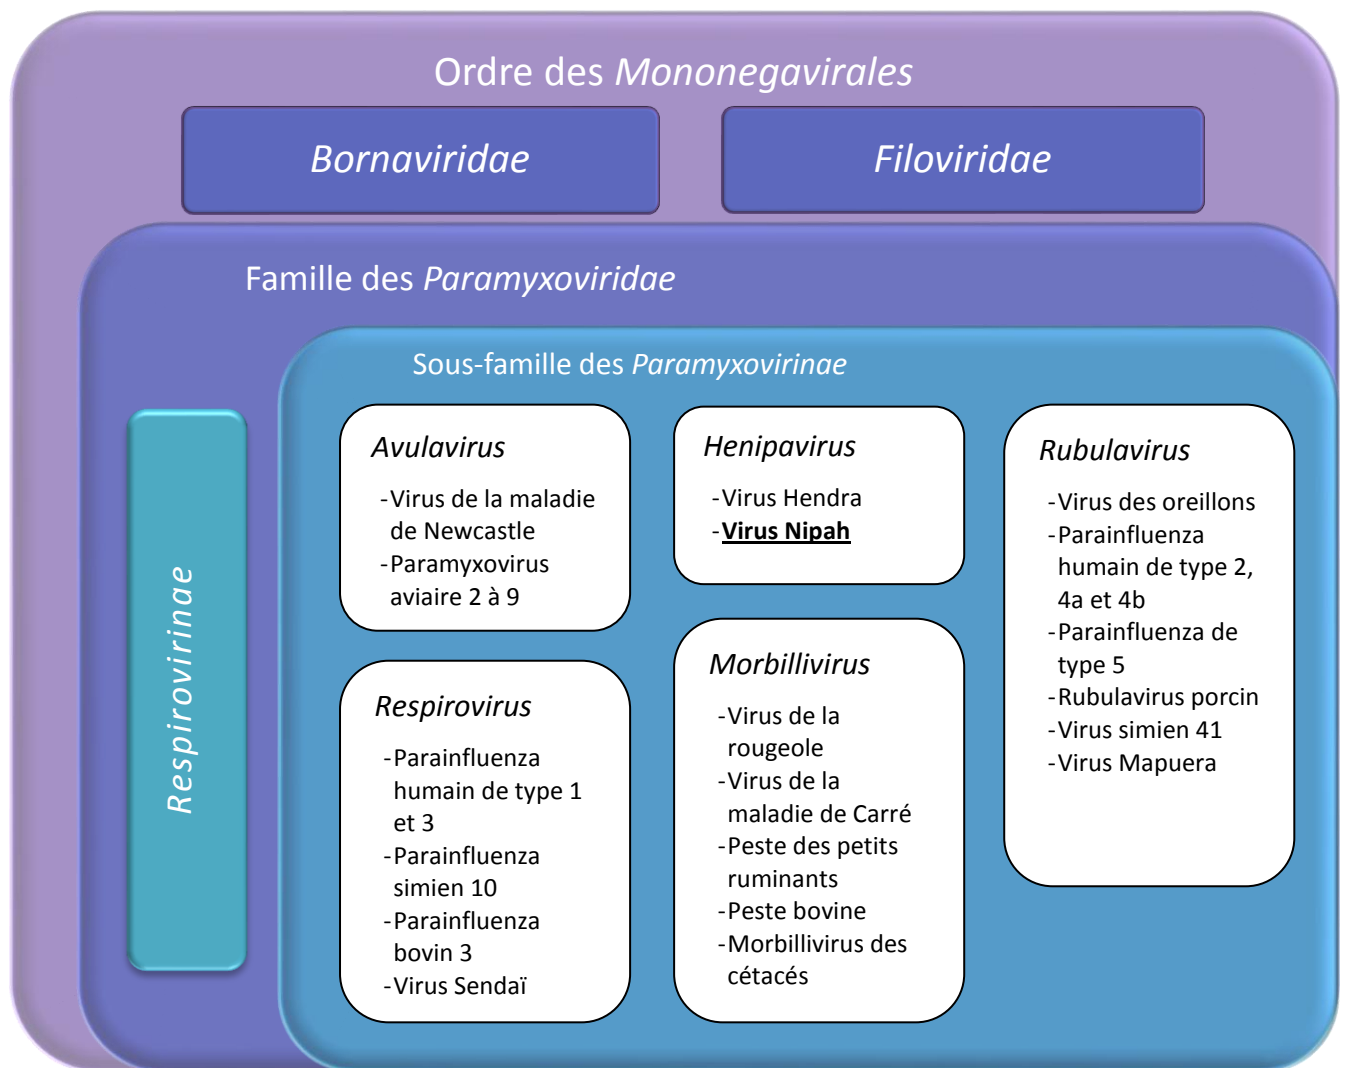 Ordre des Mononegavirales
Bornaviridae
Filoviridae
Famille des Paramyxoviridae
Sous-famille des Paramyxovirinae
Respirovirinae
Avulavirus
-Virus de la maladie
de Newcastle
-Paramyxovirus
aviaire 2 à 9
Henipavirus
-Virus Hendra
-Virus Nipah
Rubulavirus
-Virus des oreillons
-Parainfluenza
humain de type 2,
4a et 4b
-Parainfluenza de
type 5
-Rubulavirus porcin
-Virus simien 41
-Virus Mapuera
Respirovirus
-Parainfluenza
humain de type 1
et 3
-Parainfluenza
simien 10
-Parainfluenza
bovin 3
-Virus Sendaï
Morbillivirus
-Virus de la
rougeole
-Virus de la
maladie de Carré
-Peste des petits
ruminants
-Peste bovine
-Morbillivirus des
cétacés